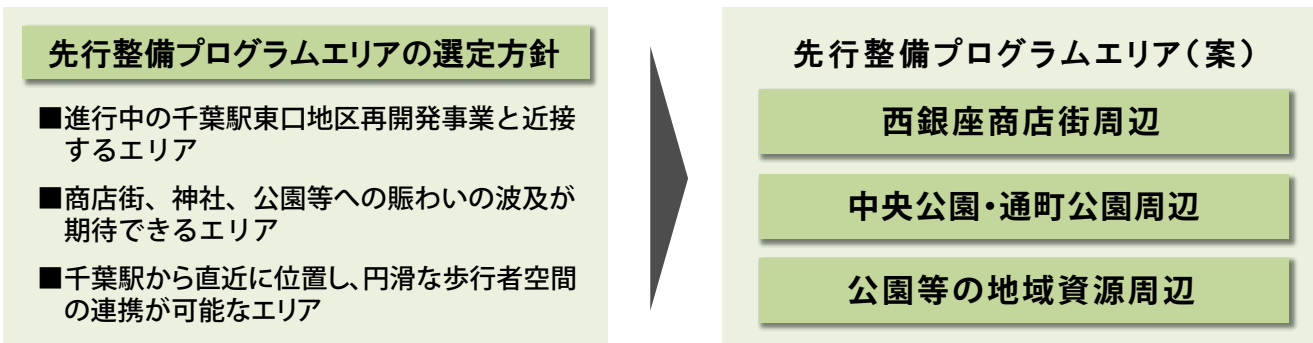 先行整備プログラムエリアの選定方針
■進行中の千葉駅東口地区再開発事業と近接
するエリア
■商店街、神社、公園等への賑わいの波及が
期待できるエリア
■千葉駅から直近に位置し、円滑な歩行者空間
の連携が可能なエリア
先行整備プログラムエリア（案）
西銀座商店街周辺
中央公園・通町公園周辺
公園等の地域資源周辺